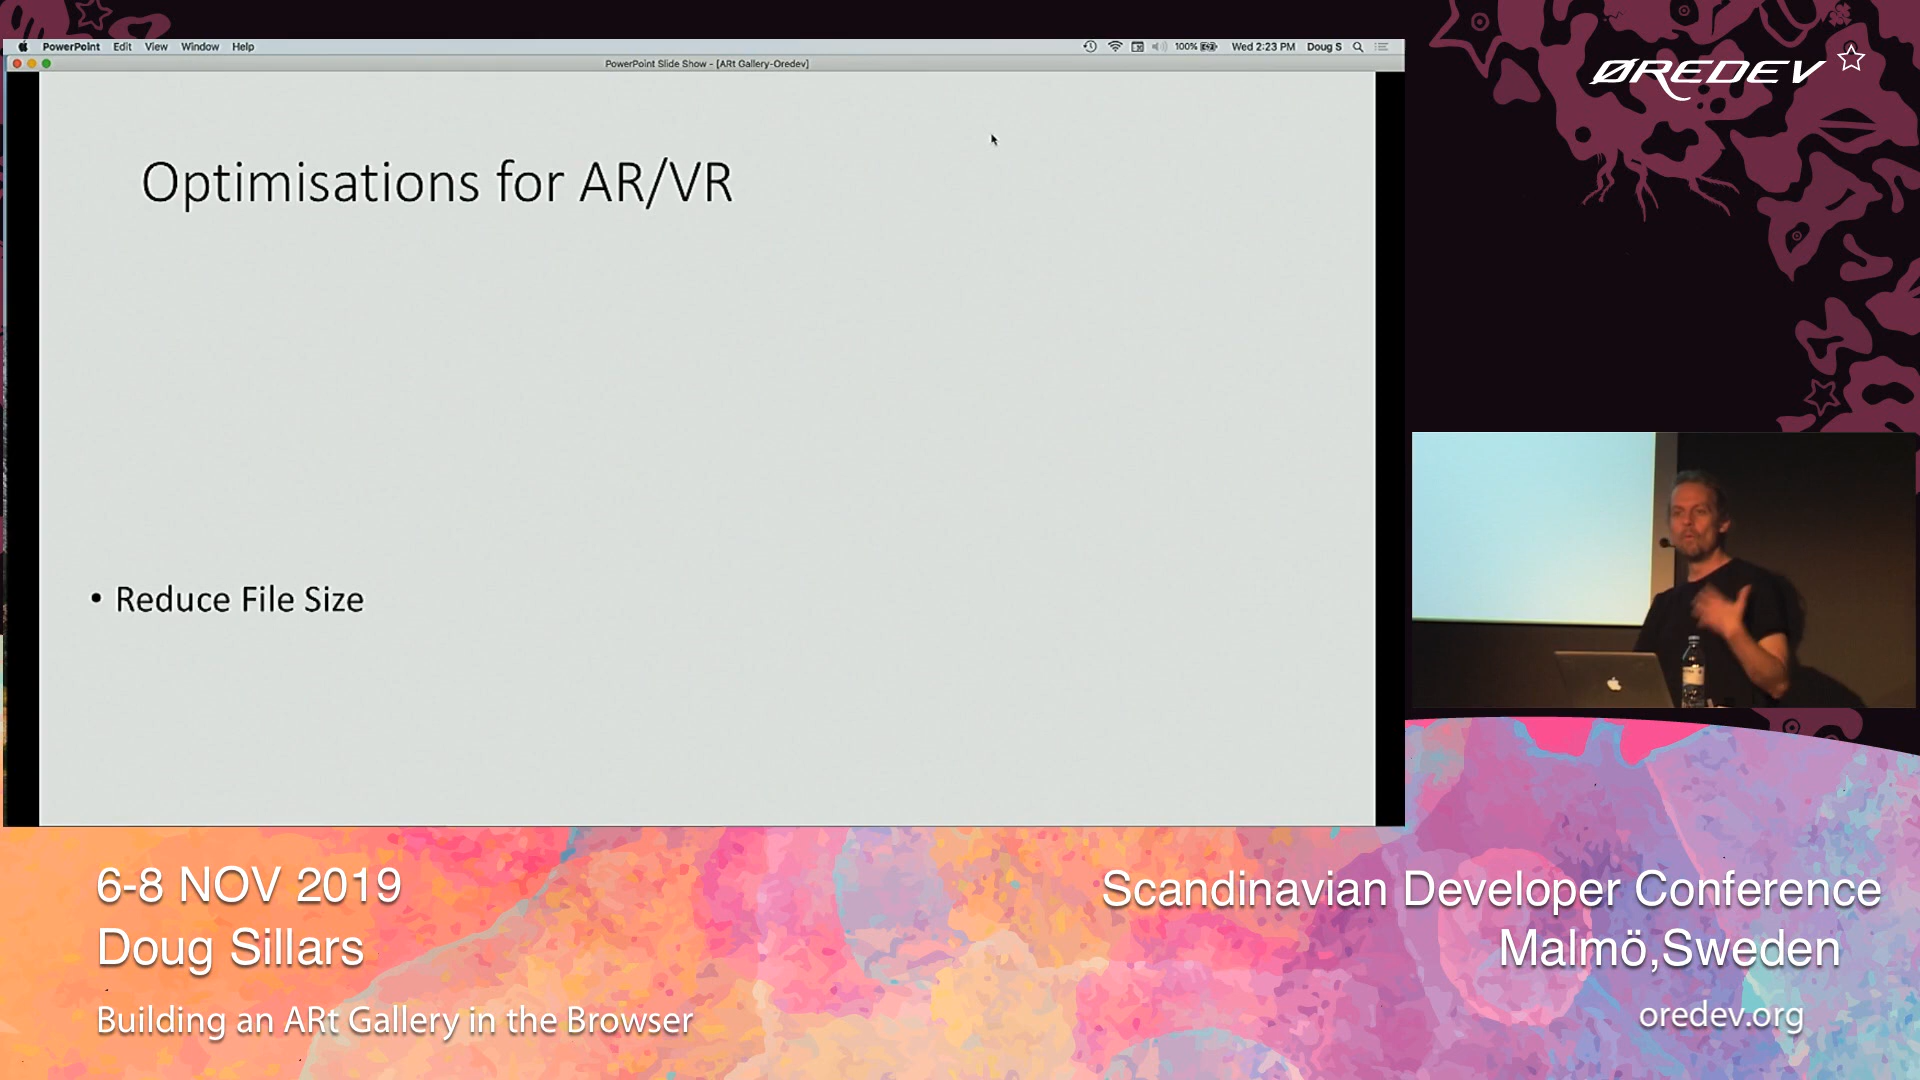 PowerPoint Edit View Window Help
100% Wed 2:23 PM Doug S
PowerPoint Slide Show - [ARt Gallery-Oredev]
ØREDEV
Optimisations for AR/VR
• Reduce File Size
6-8 NOV 2019
Doug Sillars
Building an ARt Gallery in the Browser
Scandinavian Developer Conference
Malmö,Sweden
oredev.org